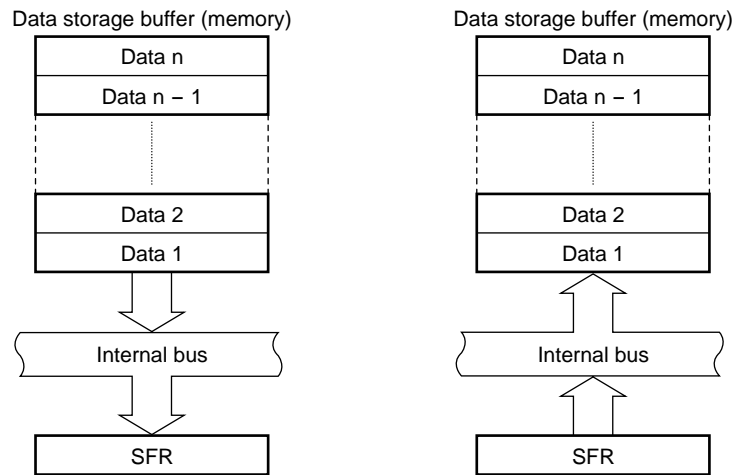 Data storage buffer (memory)
Data n
Data n − 1
Data 2
Data 1
Internal bus
SFR
Data storage buffer (memory)
Data n
Data n − 1
Data 2
Data 1
Internal bus
SFR